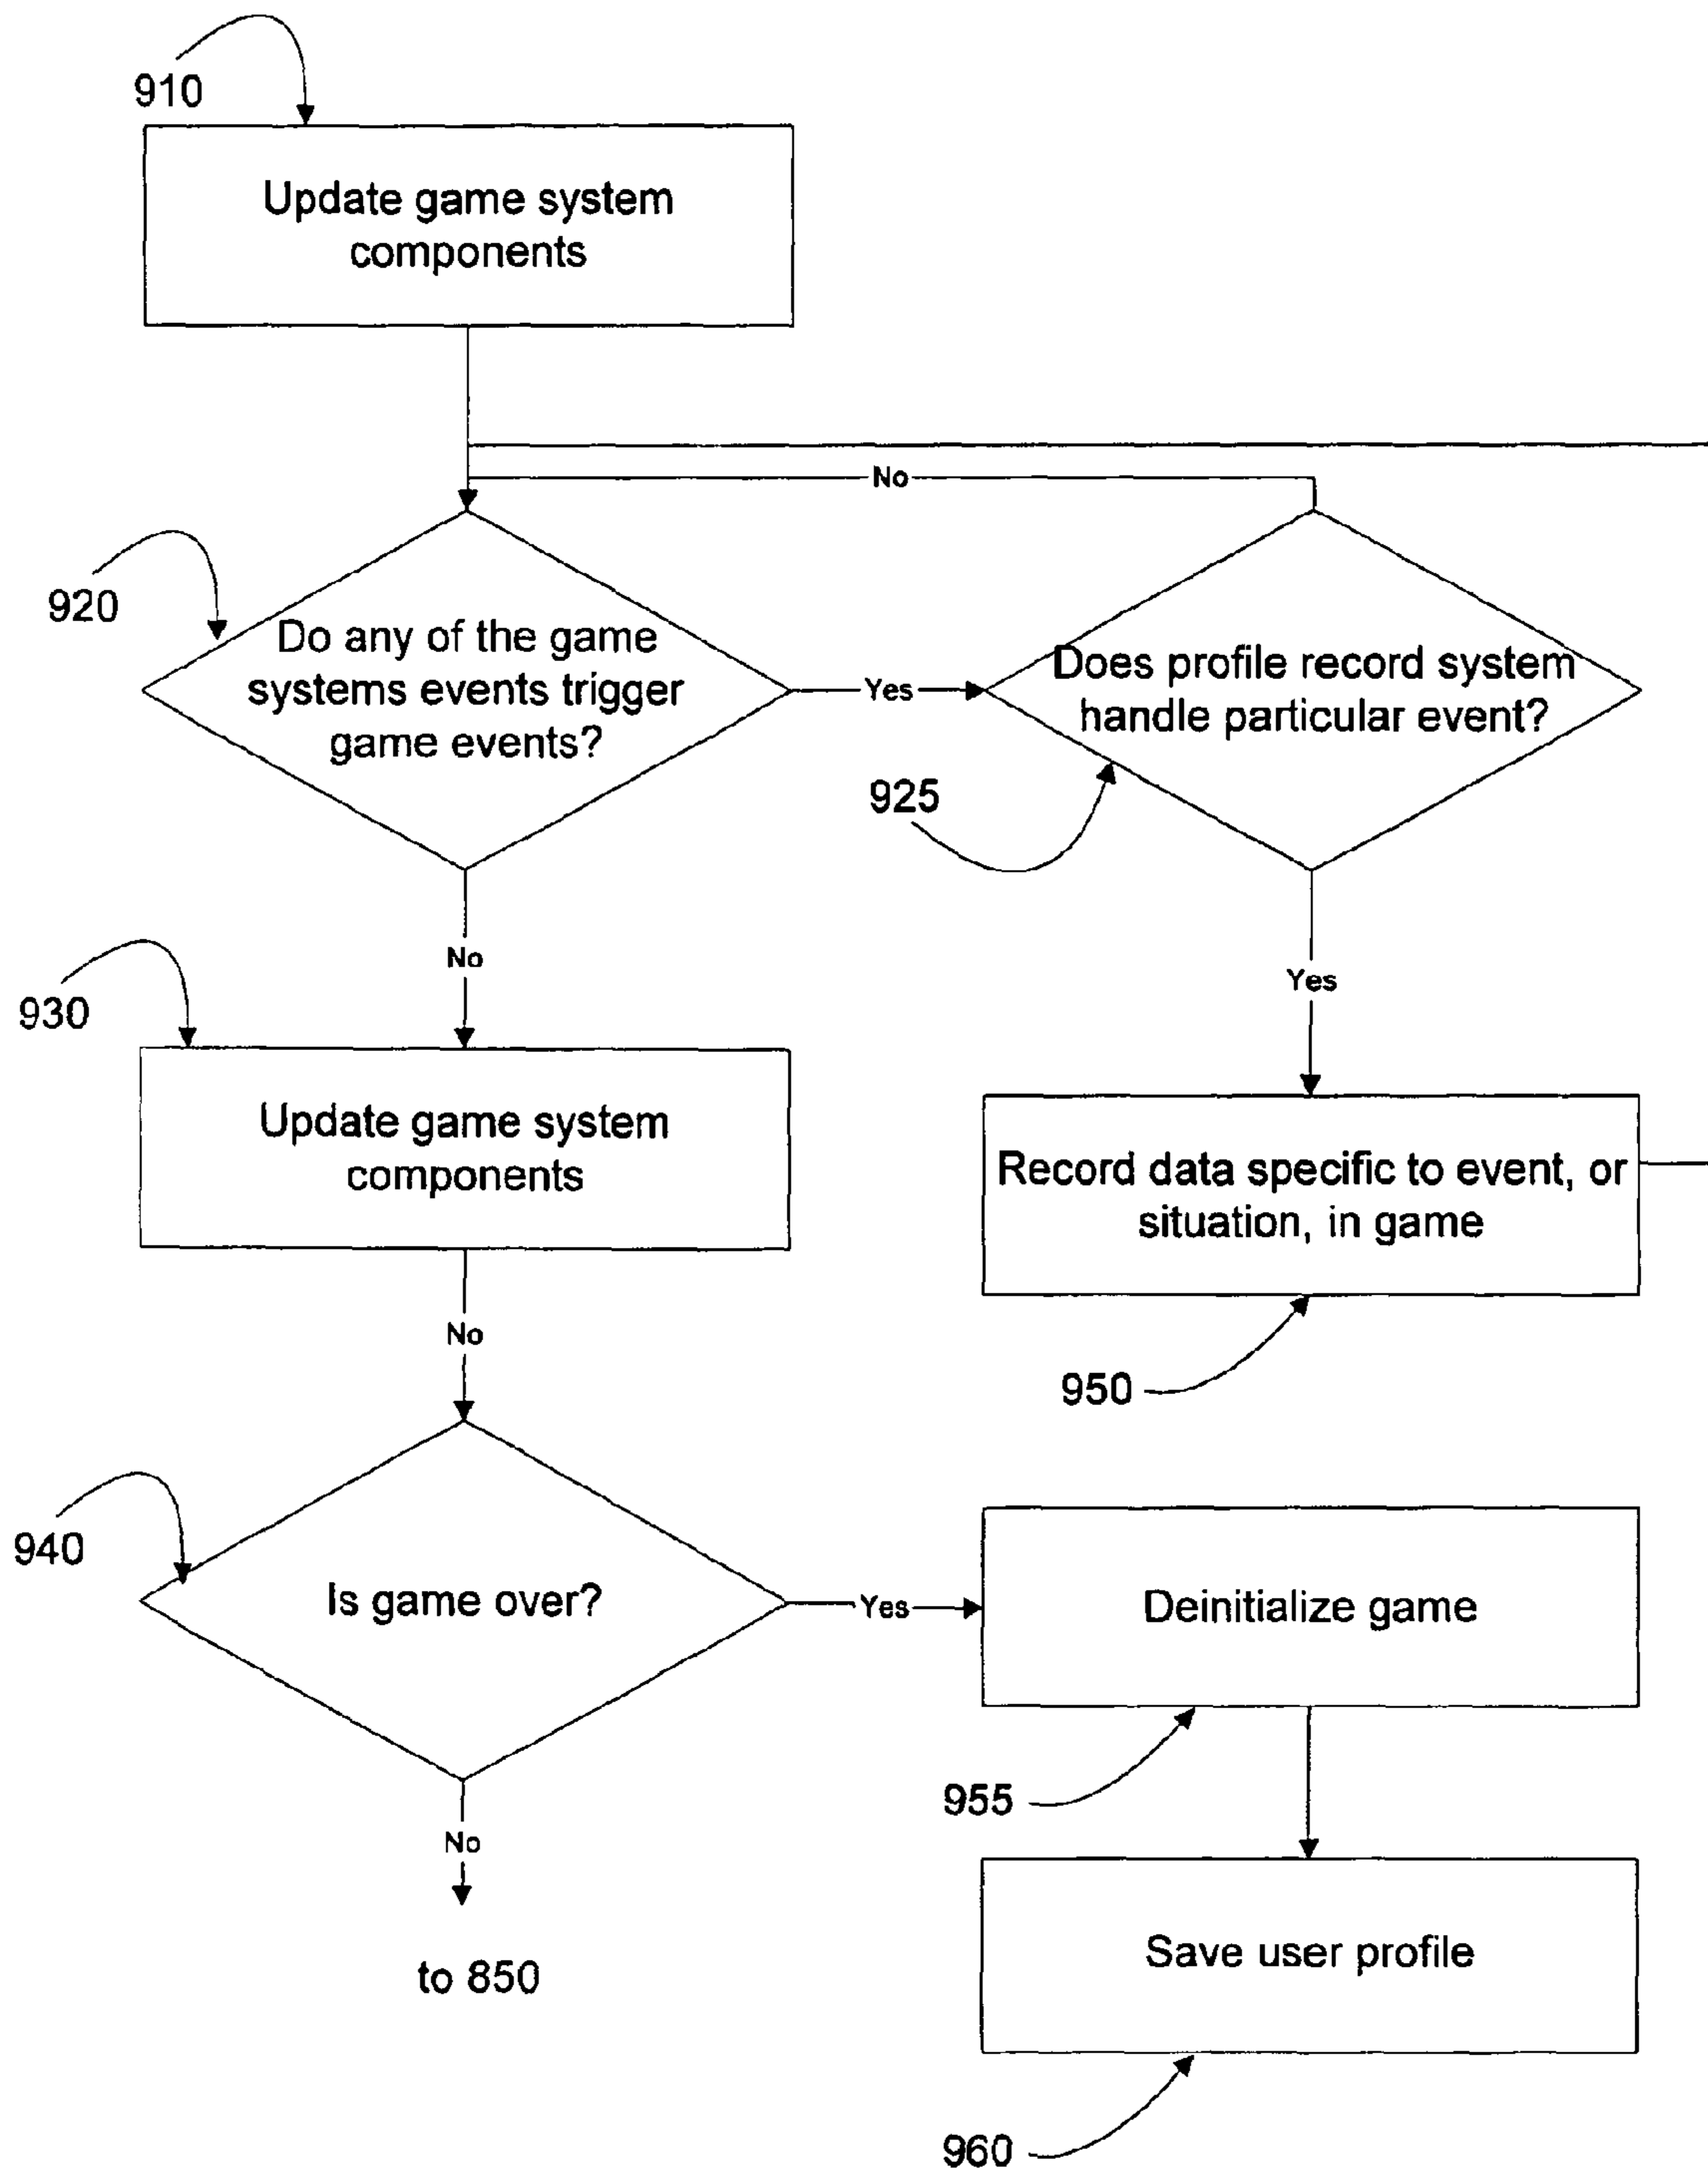 910
Update game system
components
No
920
Do any of the game
systems events trigger
game events?
Yes
Does profile record system
handle particular event?
925
No
Yes
930
Update game system
components
Record data specific to event, or
situation, in game
No
950
940
Is game over?
Yes
Deinitialize game
955
No
to 850
Save user profile
960